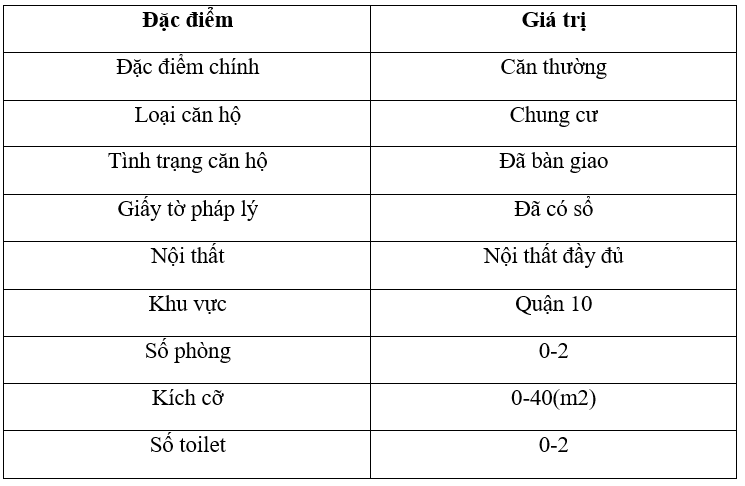 Đặc điểm Giá trị
Đặc điểm chính Căn thường
Loại căn hộ Chung cư
Tình trạng căn hộ Đã bàn giao
Giấy tờ pháp lý Đã có sổ
Nội thất Nội thất đầy đủ
Khu vực Quận 10
Số phòng 0-2
Kích cỡ 0-40(m2)
Số toilet 0-2